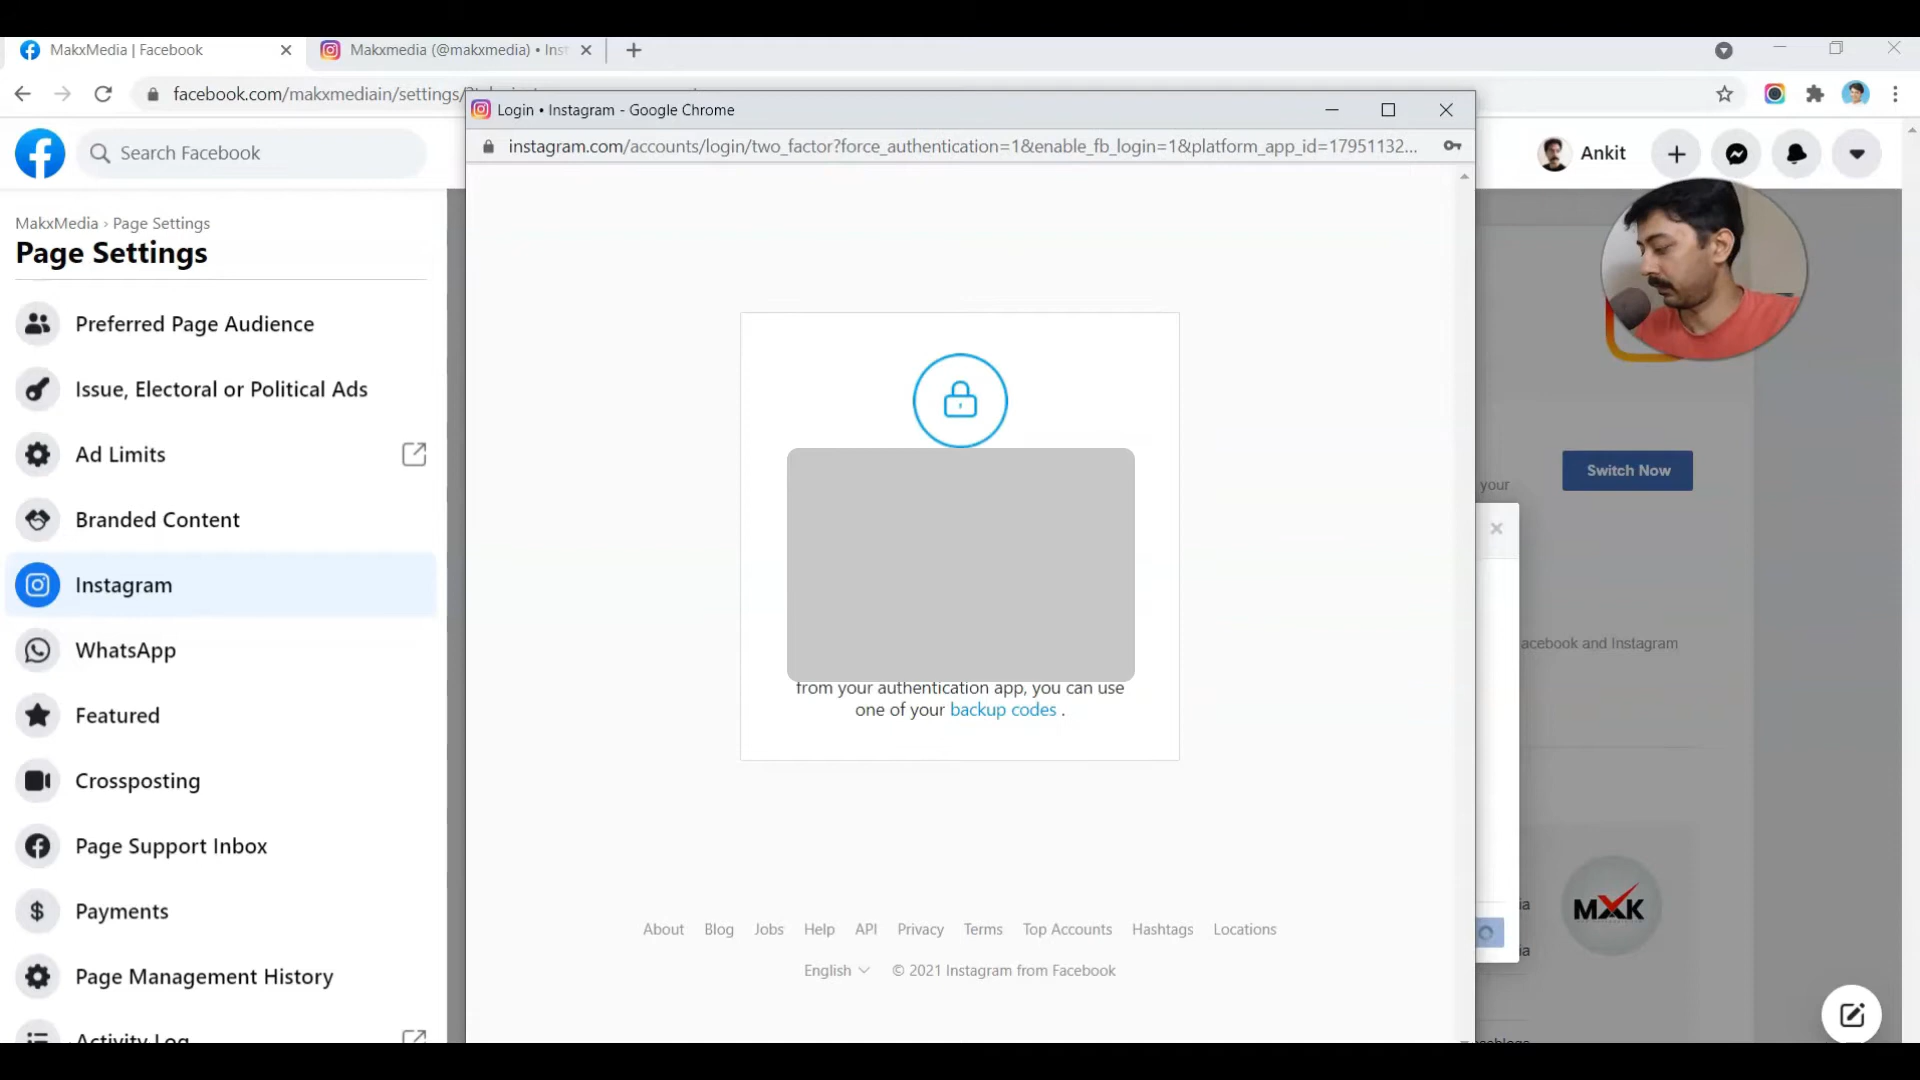 MakxMedia | Facebook
Makxmedia (@makxmedia) • Inst
facebook.com/makxmediain/settings/
Login • Instagram - Google Chrome
instagram.com/accounts/login/two_factor?force_authentication=1&enable_fb_login=1&platform_app_id=17951132...
Search Facebook
Ankit
MakxMedia › Page Settings
Page Settings
Preferred Page Audience
Issue, Electoral or Political Ads
Ad Limits
Branded Content
Instagram
WhatsApp
Featured
Crossposting
Page Support Inbox
Payments
Page Management History
Activity Log
from your authentication app, you can use
one of your backup codes .
About Blog Jobs Help API Privacy Terms Top Accounts Hashtags Locations
English © 2021 Instagram from Facebook
your
Switch Now
acebook and Instagram
ia
MXK
ia